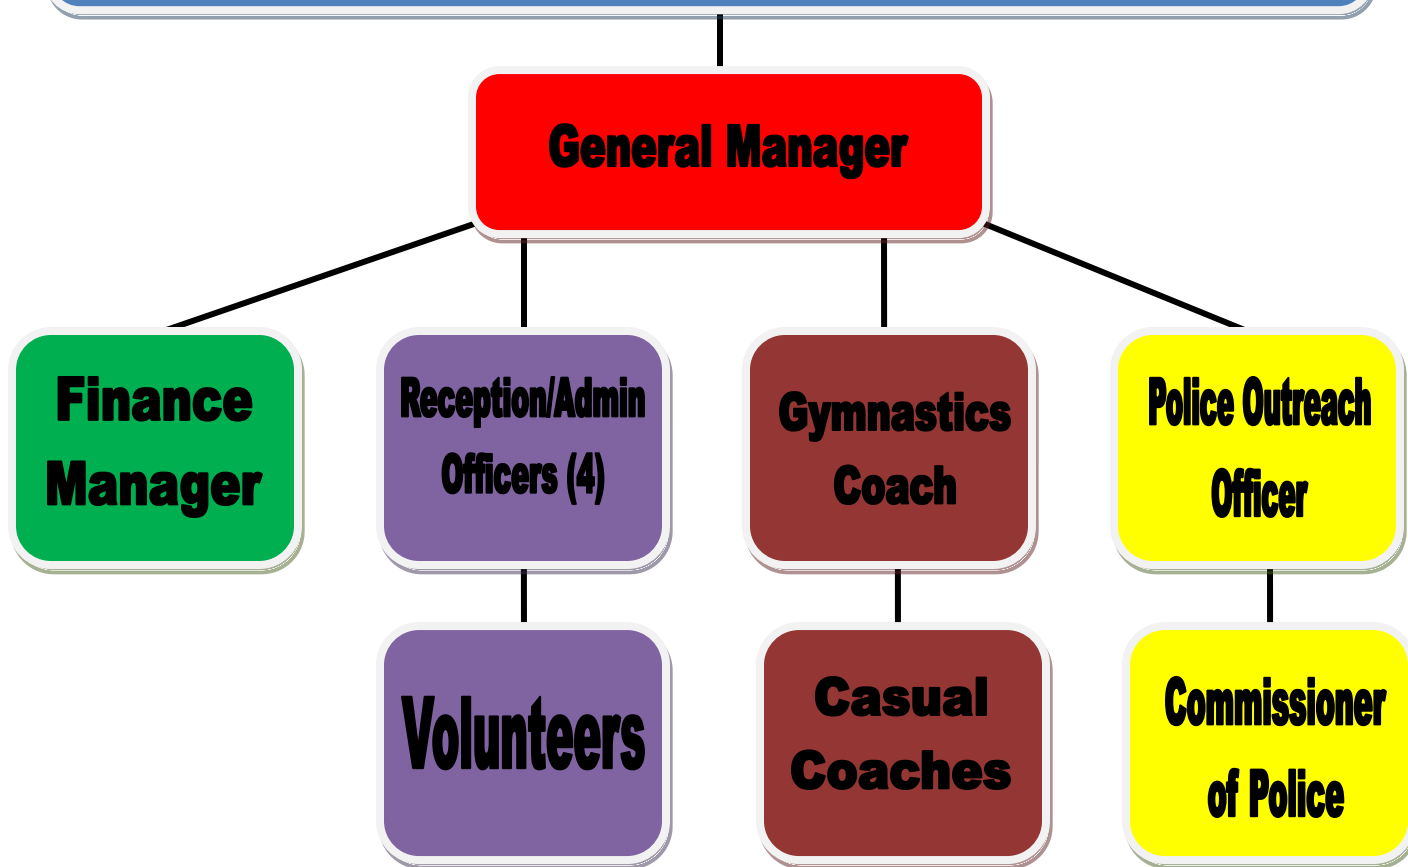 General Manager
Finance
Manager
Reception/Admin
Officers (4)
Gymnastics
Coach
Police Outreach
Officer
Volunteers
Casual
Coaches
Commissioner
of Police